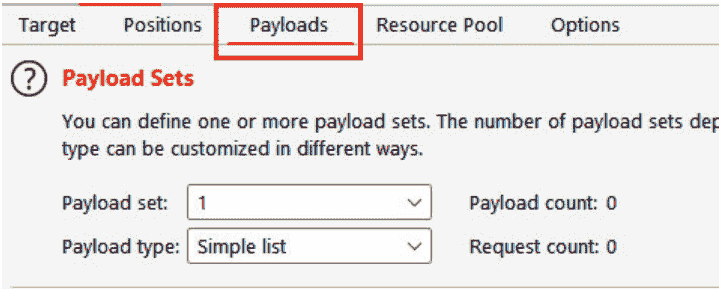 Target Positions Payloads Resource Pool Options
? Payload Sets
You can define one or more payload sets. The number of payload sets dep
type can be customized in different ways.
Payload set: 1 Payload count: 0
Payload type: Simple list Request count: 0